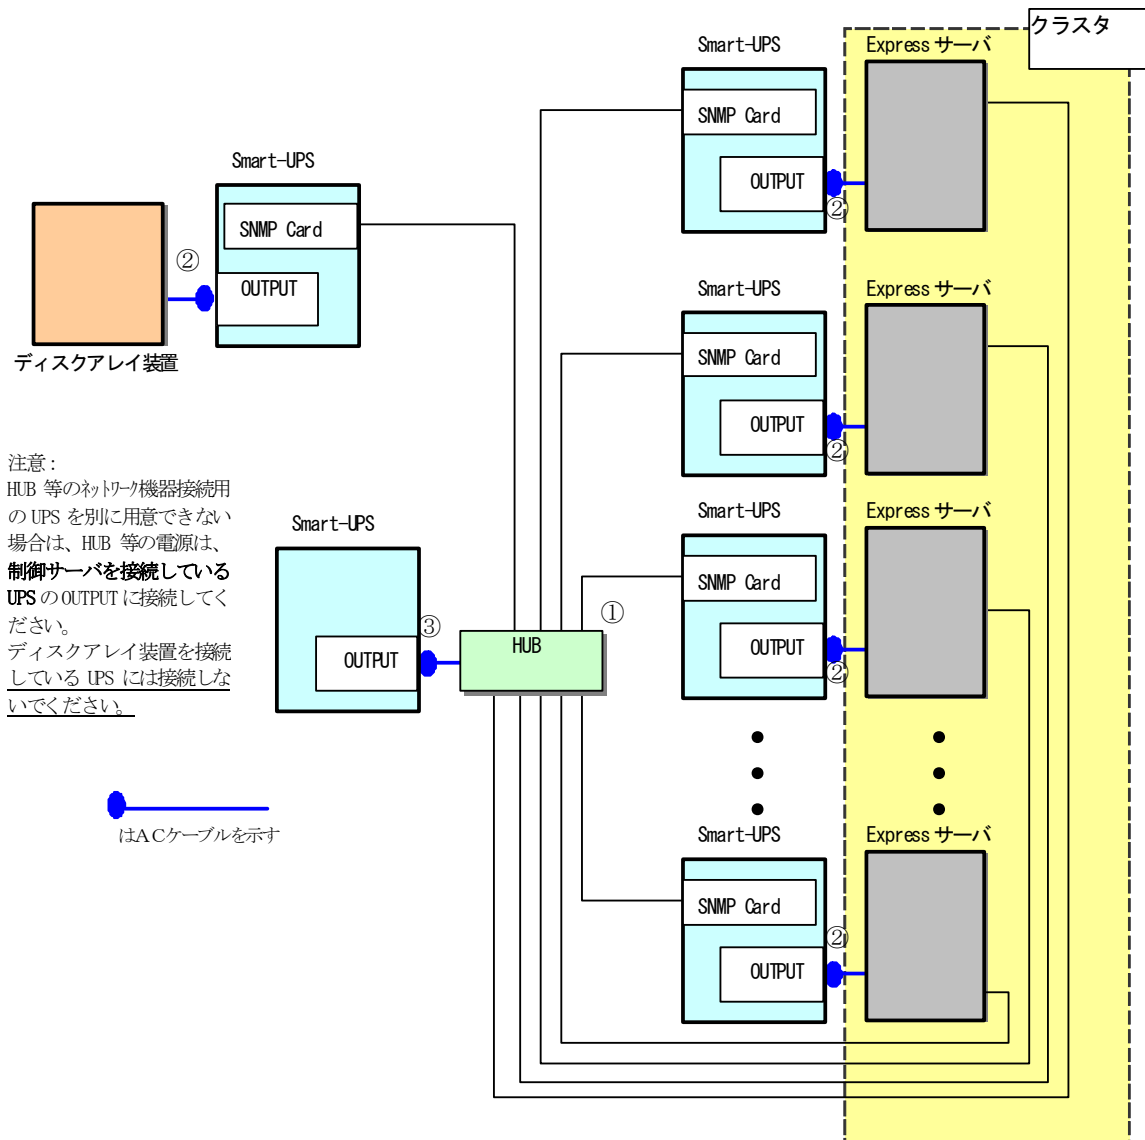 クラスタ
Smart-UPS
Express サーバ
SNMP Card
OUTPUT
②
Smart-UPS
SNMP Card
②
OUTPUT
ディスクアレイ装置
Smart-UPS
Express サーバ
SNMP Card
OUTPUT
②
注意：
HUB 等のネットワーク機器接続用
の UPS を別に用意できない
場合は、HUB 等の電源は、
制御サーバを接続している
UPS の OUTPUT に接続してく
ださい。
ディスクアレイ装置を接続
している UPS には接続しな
いでください。
Smart-UPS
OUTPUT
③
HUB
①
Smart-UPS
Express サーバ
SNMP Card
OUTPUT
②
はＡＣケーブルを示す
Smart-UPS
Express サーバ
SNMP Card
②
OUTPUT